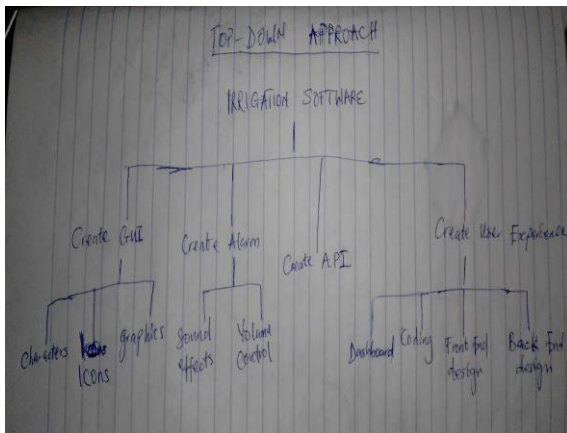 TOP-DOWN APPROACH
IRRIGATION SOFTWARE
Create GUI
Create Alarm
Create API
Create User Experience
Characters
Icons
graphics
Sound
effects
Volume
Control
Dashboard
Coding
Front End
design
Back End
design